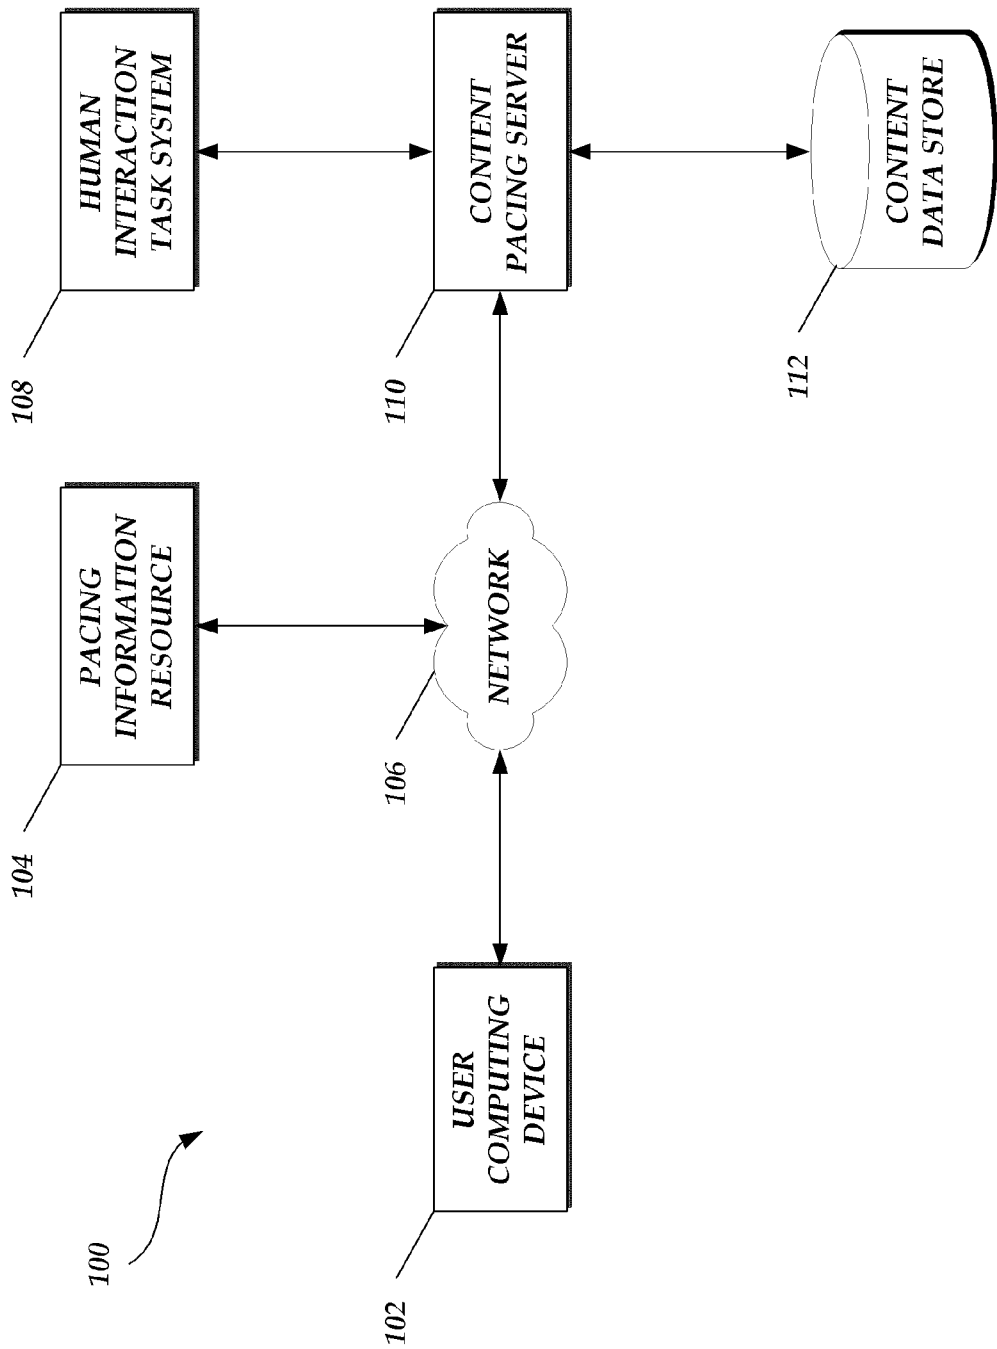 100
104
PACING
INFORMATION
RESOURCE
108
HUMAN
INTERACTION
TASK SYSTEM
102
USER
COMPUTING
DEVICE
106
NETWORK
110
CONTENT
PACING SERVER
112
CONTENT
DATA STORE